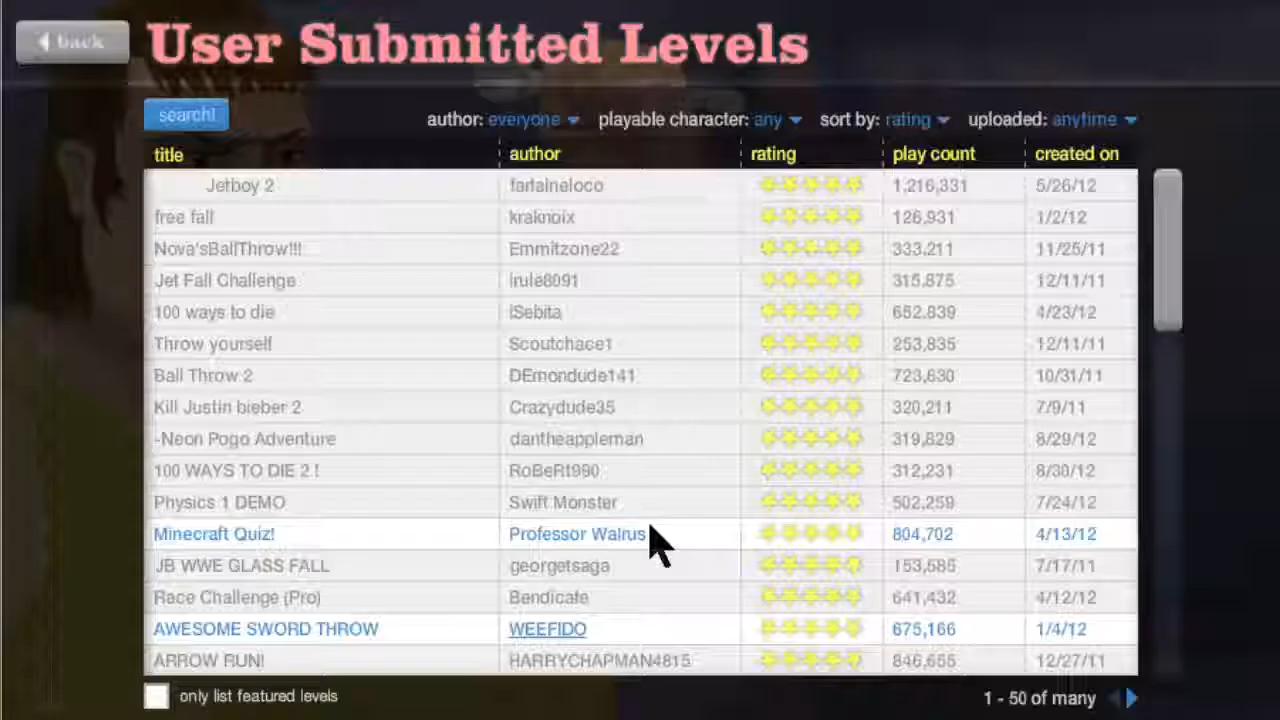 back User Submitted Levels
search! author: everyone playable character: any sort by: rating uploaded: anytime
title author rating play count created on
Jetboy 2 farlaineloco 1,216,331 5/26/12
free fall kraknoix 126,931 1/2/12
Nova'sBallThrow!!! Emmitzone22 333,211 11/25/11
Jet Fall Challenge irule8091 315,875 12/11/11
100 ways to die ISebita 652,839 4/23/12
Throw yourself Scoutchace1 253,835 12/11/11
Ball Throw 2 DEmondude141 723,630 10/31/11
Kill Justin bieber 2 Crazydude35 320,211 7/9/11
-Neon Pogo Adventure dantheappleman 319,829 8/29/12
100 WAYS TO DIE 2 ! RoBeRt990 312,231 8/30/12
Physics 1 DEMO Swift Monster 502,259 7/24/12
Minecraft Quiz! Professor Walrus 804,702 4/13/12
JB WWE GLASS FALL georgetsaga 153,585 7/17/11
Race Challenge (Pro) Bendicate 641,432 4/12/12
AWESOME SWORD THROW WEEFIDO 675,166 1/4/12
ARROW RUN! HARRYCHAPMAN4815 846,655 12/27/11
only list featured levels 1 - 50 of many